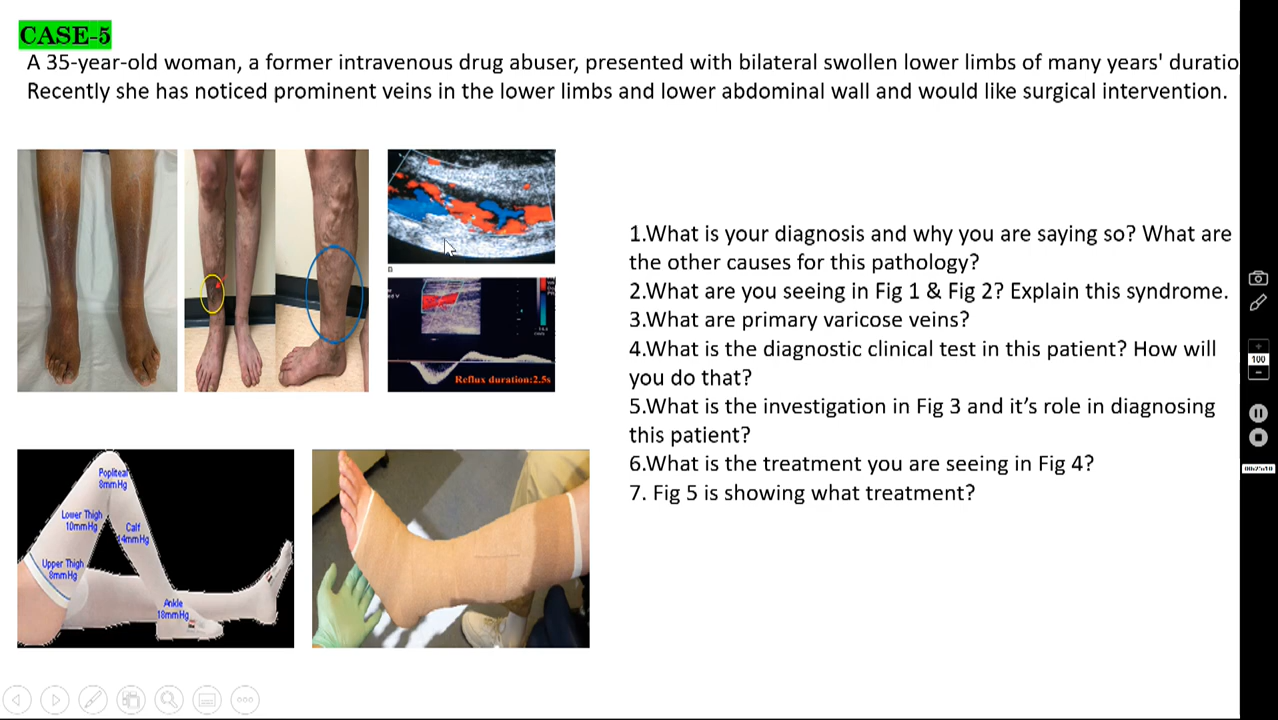 CASE-5
A 35-year-old woman, a former intravenous drug abuser, presented with bilateral swollen lower limbs of many years' duratio
Recently she has noticed prominent veins in the lower limbs and lower abdominal wall and would like surgical intervention.
1.What is your diagnosis and why you are saying so? What are
the other causes for this pathology?
2.What are you seeing in Fig 1 & Fig 2? Explain this syndrome.
3.What are primary varicose veins?
4.What is the diagnostic clinical test in this patient? How will
you do that?
5.What is the investigation in Fig 3 and it's role in diagnosing
this patient?
6.What is the treatment you are seeing in Fig 4?
7. Fig 5 is showing what treatment?
Reflux duration:2.5s
Popliteal
8mmHg
Lower Thigh
10mmHg
Calf
14mmHg
Upper Thigh
8mmHg
Ankle
18mmHg
100